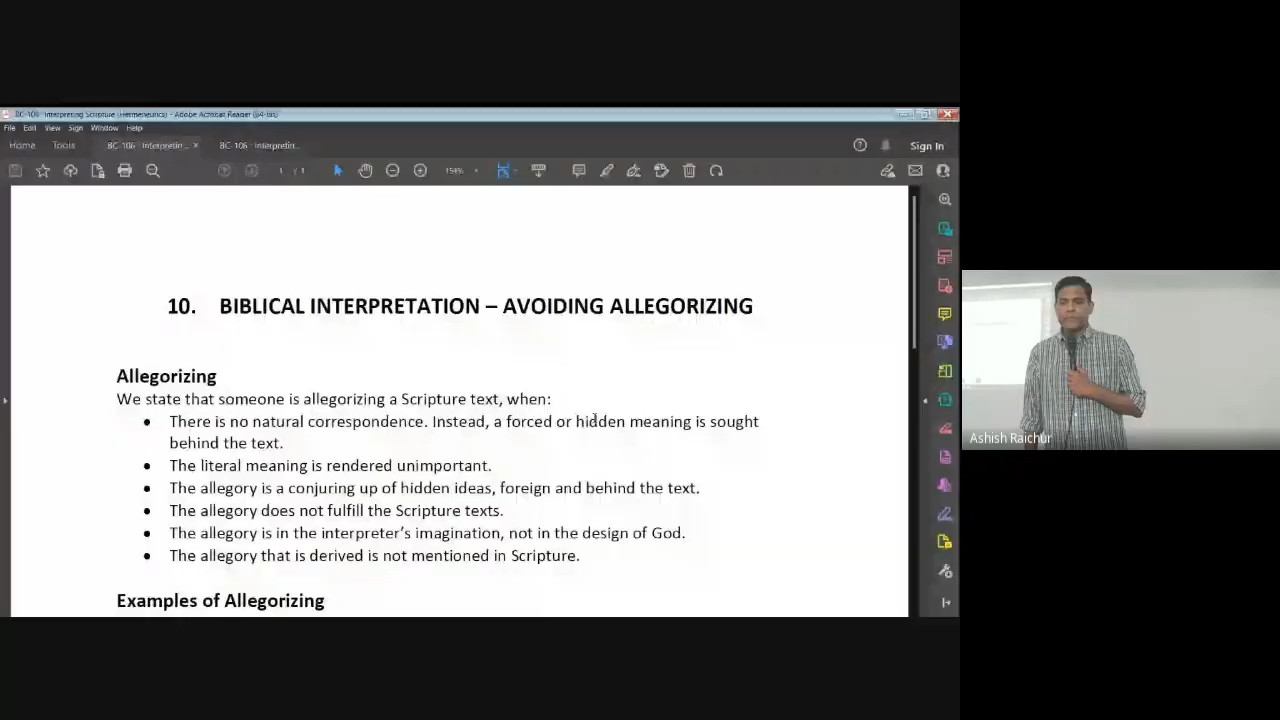 BC-106 - Interpreting Scripture (Hermeneutics) - Adobe Acrobat Reader (64-bit)
File Edit View Sign Window Help
Home Tools BC-106 - Interpretin... × BC-106 - Interpretin... Sign In
1 / 1 154%
10. BIBLICAL INTERPRETATION – AVOIDING ALLEGORIZING
Allegorizing
We state that someone is allegorizing a Scripture text, when:
• There is no natural correspondence. Instead, a forced or hidden meaning is sought
behind the text.
• The literal meaning is rendered unimportant.
• The allegory is a conjuring up of hidden ideas, foreign and behind the text.
• The allegory does not fulfill the Scripture texts.
• The allegory is in the interpreter's imagination, not in the design of God.
• The allegory that is derived is not mentioned in Scripture.
Examples of Allegorizing
Ashish Raichur